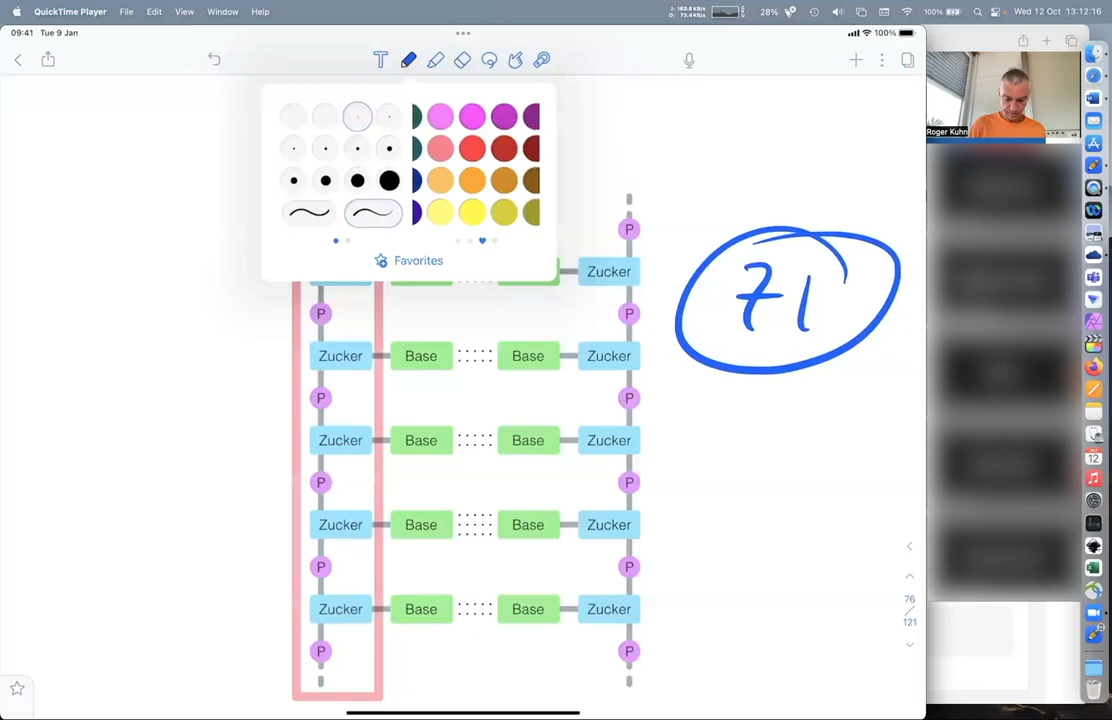 QuickTime Player File Edit View Window Help
28% 100% Wed 12 Oct 13:12:16
09:41 Tue 9 Jan
100%
T
Favorites
Roger Kuhn
P
Zucker
P P
Zucker Base Base Zucker
P P
Zucker Base Base Zucker
P P
Zucker Base Base Zucker
P P
Zucker Base Base Zucker
P P
71
76
121
OCT
12